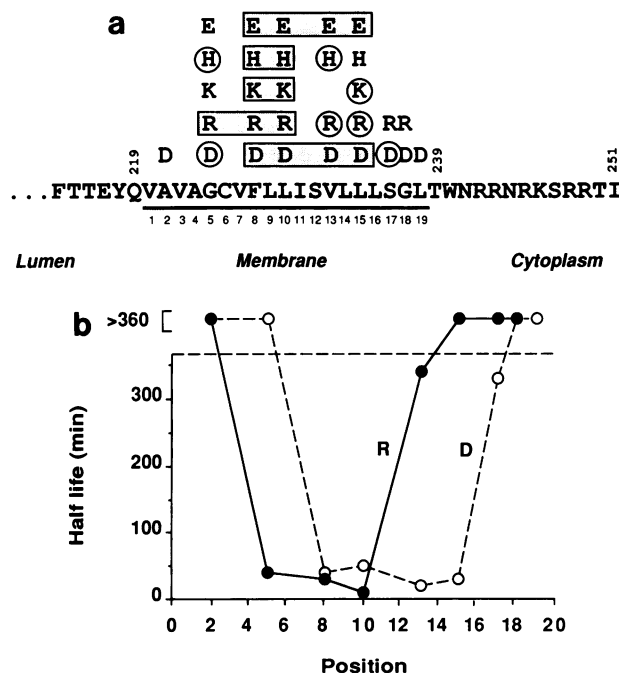 a
E E E E E
H H H H H
K K K K
R R R R R RR
D D D D D D DDD
219 239 251
...FTTEYQVAVAGCVFLLISVLLLSGLTWNRRNRKSRRTI
1 2 3 4 5 6 7 8 9 10 11 12 13 14 15 16 17 18 19
Lumen Membrane Cytoplasm
b
>360
300
200
100
0
Half life (min)
R D
0 2 4 6 8 10 12 14 16 18 20
Position